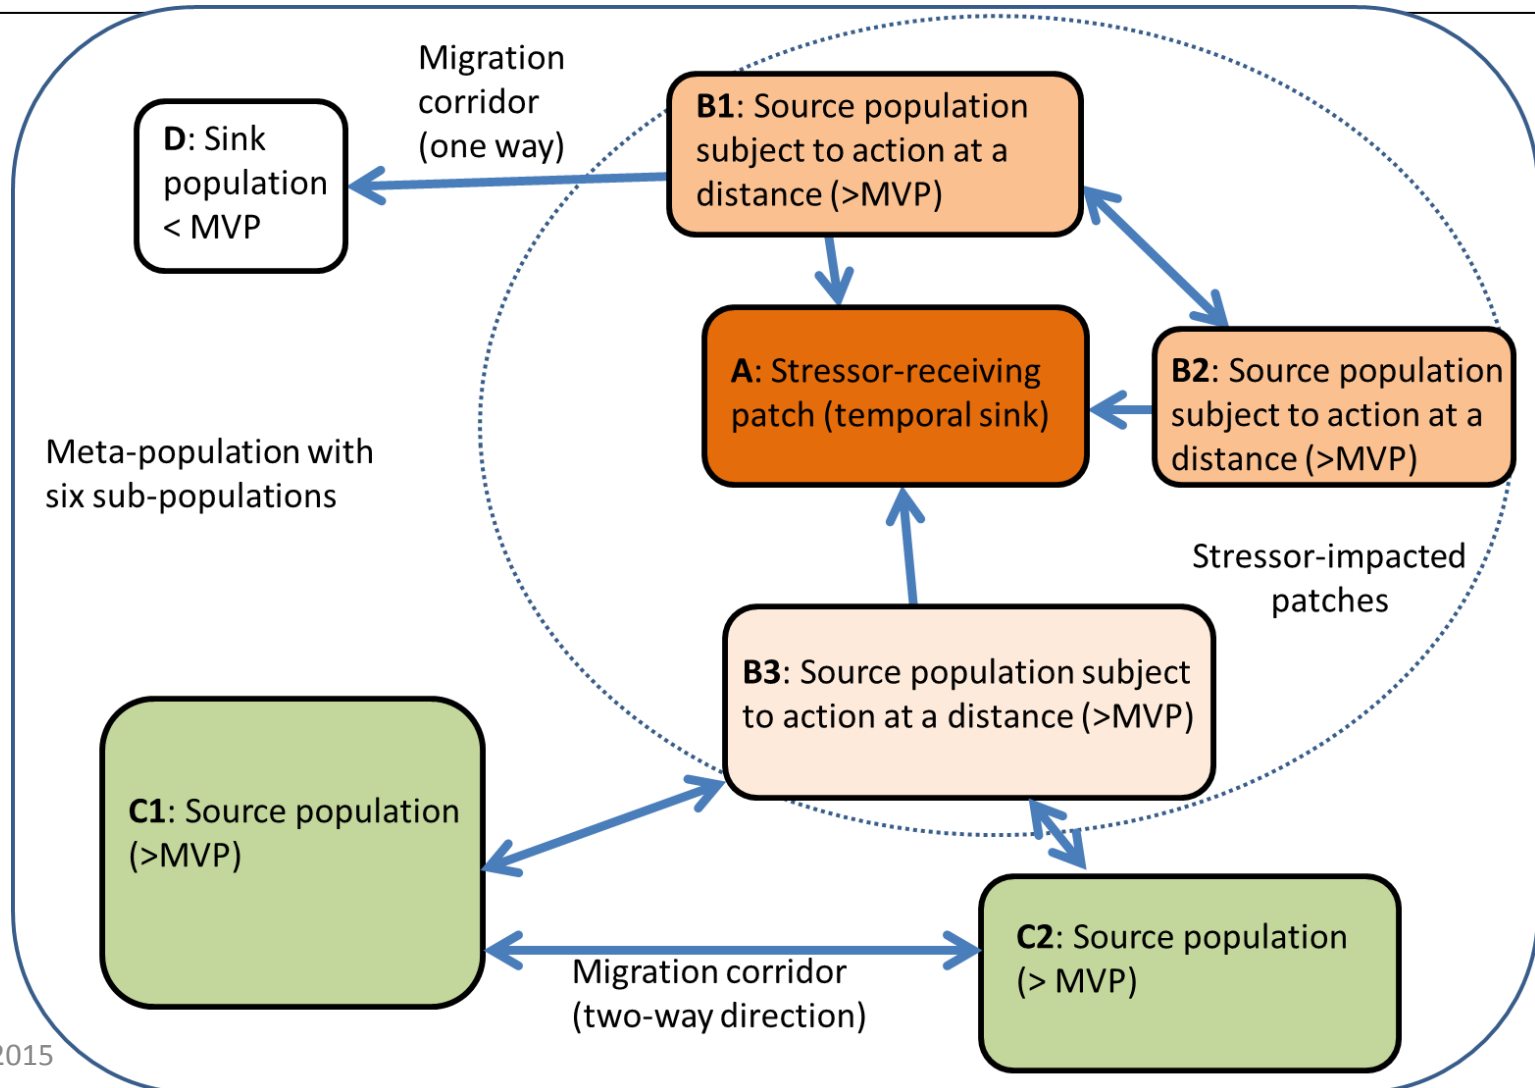 Migration
corridor
(one way)
D: Sink
population
< MVP
B1: Source population
subject to action at a
distance (>MVP)
A: Stressor-receiving
patch (temporal sink)
B2: Source population
subject to action at a
distance (>MVP)
Meta-population with
six sub-populations
Stressor-impacted
patches
B3: Source population subject
to action at a distance (>MVP)
C1: Source population
(>MVP)
C2: Source population
(> MVP)
Migration corridor
(two-way direction)
2015